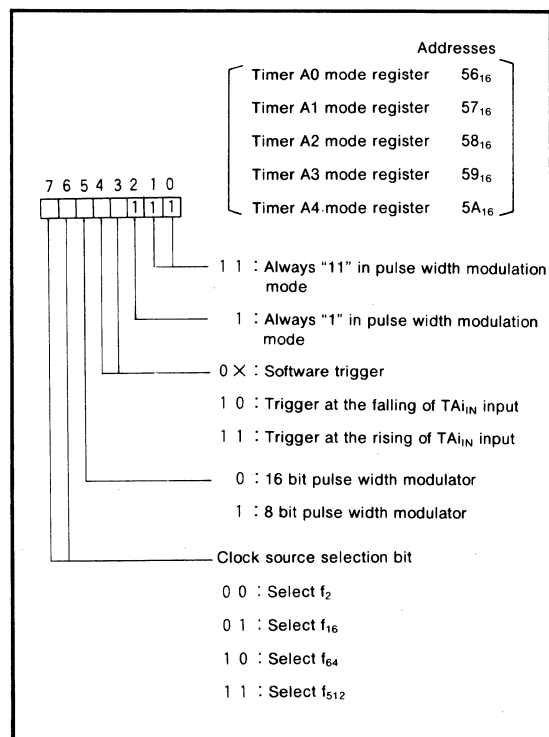 Addresses
Timer A0 mode register 56₁₆
Timer A1 mode register 57₁₆
Timer A2 mode register 58₁₆
Timer A3 mode register 59₁₆
Timer A4 mode register 5A₁₆
7 6 5 4 3 2 1 0
1 1 1
1 1 : Always “11” in pulse width modulation
mode
1 : Always “1” in pulse width modulation
mode
0 × : Software trigger
1 0 : Trigger at the falling of TAi_IN input
1 1 : Trigger at the rising of TAi_IN input
0 : 16 bit pulse width modulator
1 : 8 bit pulse width modulator
Clock source selection bit
0 0 : Select f₂
0 1 : Select f₁₆
1 0 : Select f₆₄
1 1 : Select f₅₁₂